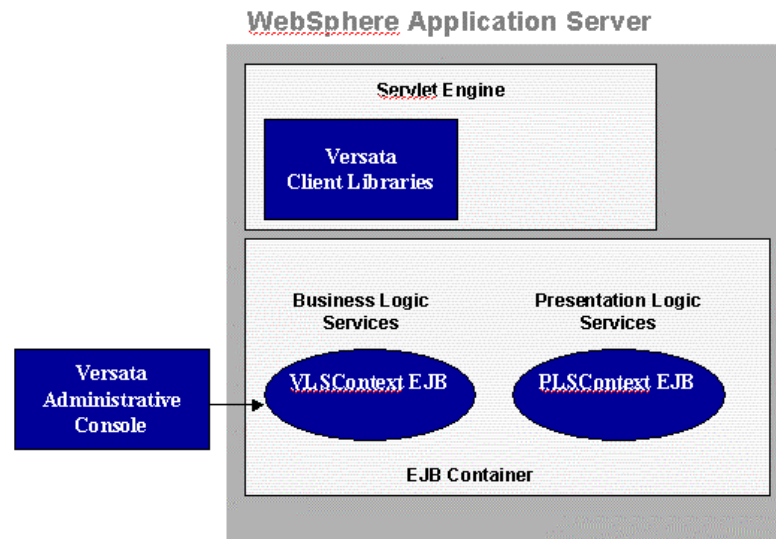 WebSphere Application Server
Servlet Engine
Versata
Client Libraries
Business Logic
Services
Presentation Logic
Services
VLSContext EJB
PLSContext EJB
Versata
Administrative
Console
EJB Container